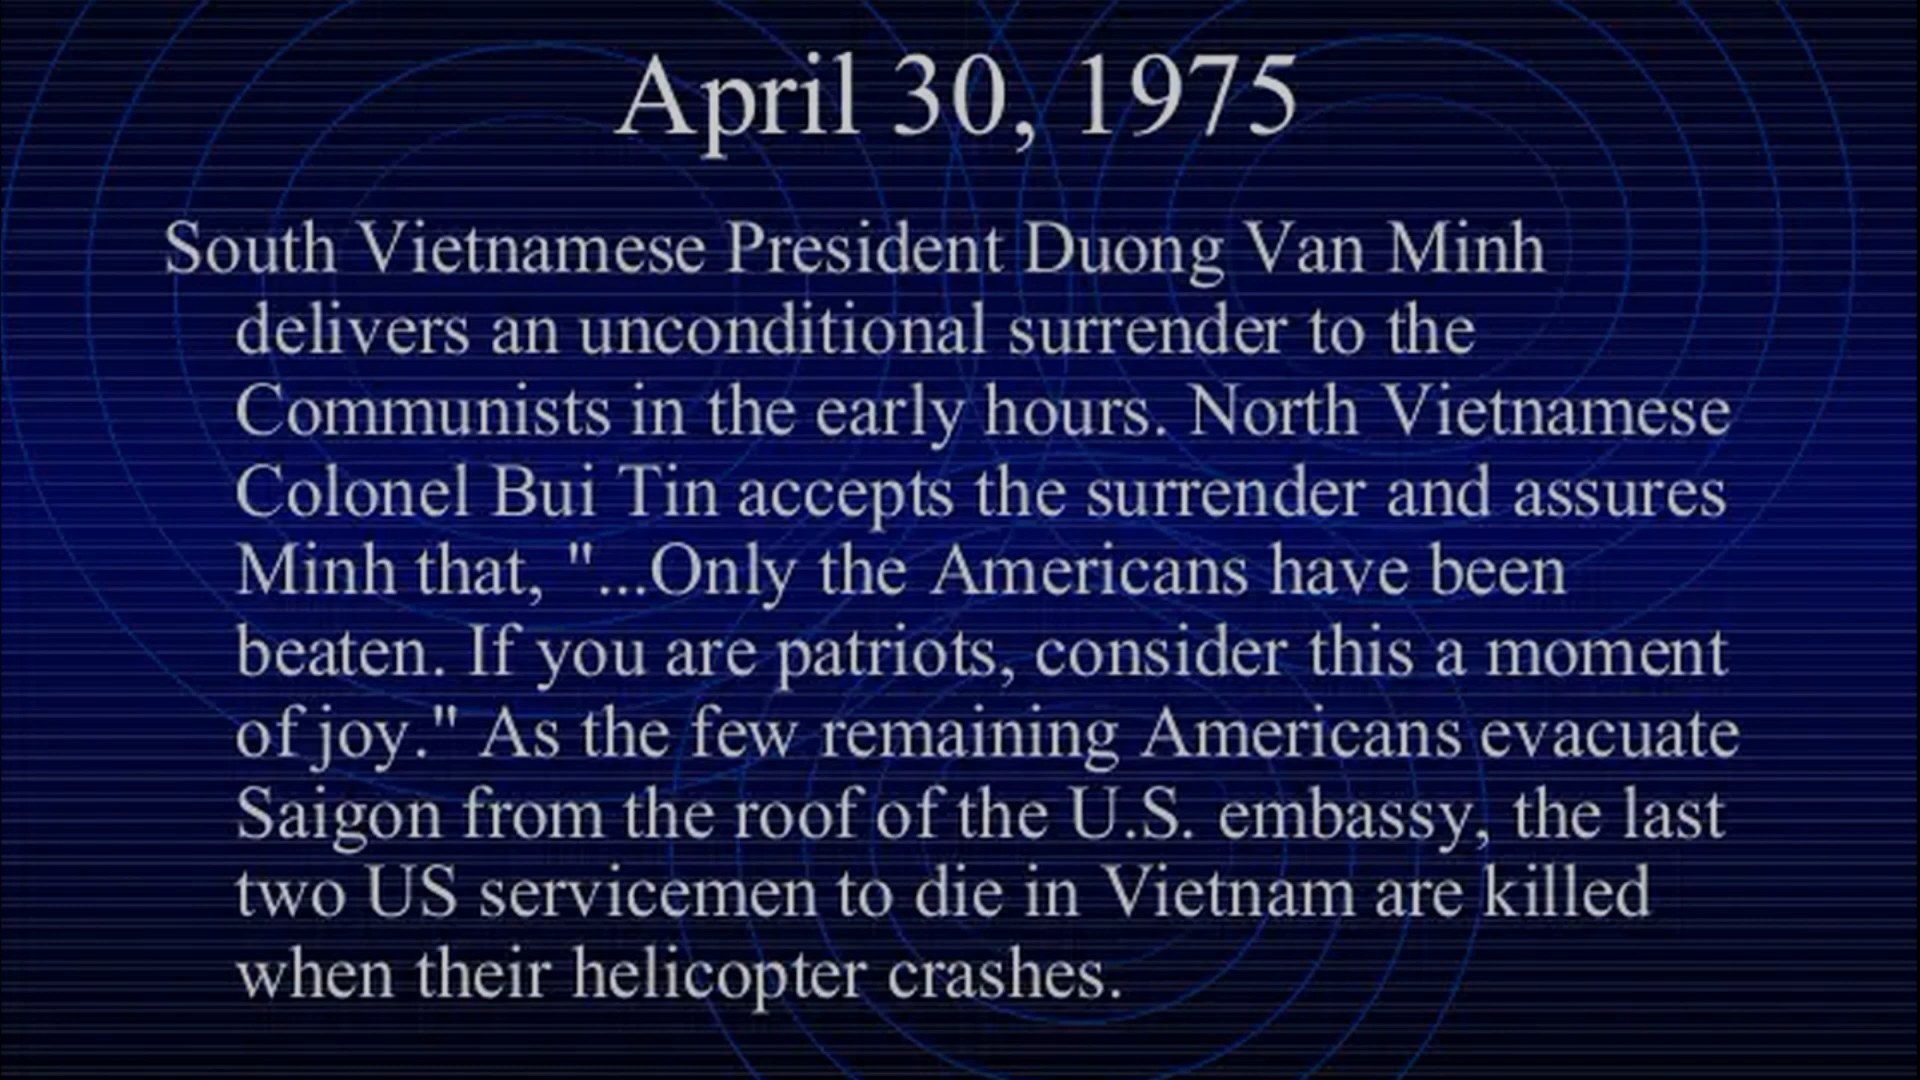 April 30, 1975
South Vietnamese President Duong Van Minh
delivers an unconditional surrender to the
Communists in the early hours. North Vietnamese
Colonel Bui Tin accepts the surrender and assures
Minh that, "...Only the Americans have been
beaten. If you are patriots, consider this a moment
of joy." As the few remaining Americans evacuate
Saigon from the roof of the U.S. embassy, the last
two US servicemen to die in Vietnam are killed
when their helicopter crashes.